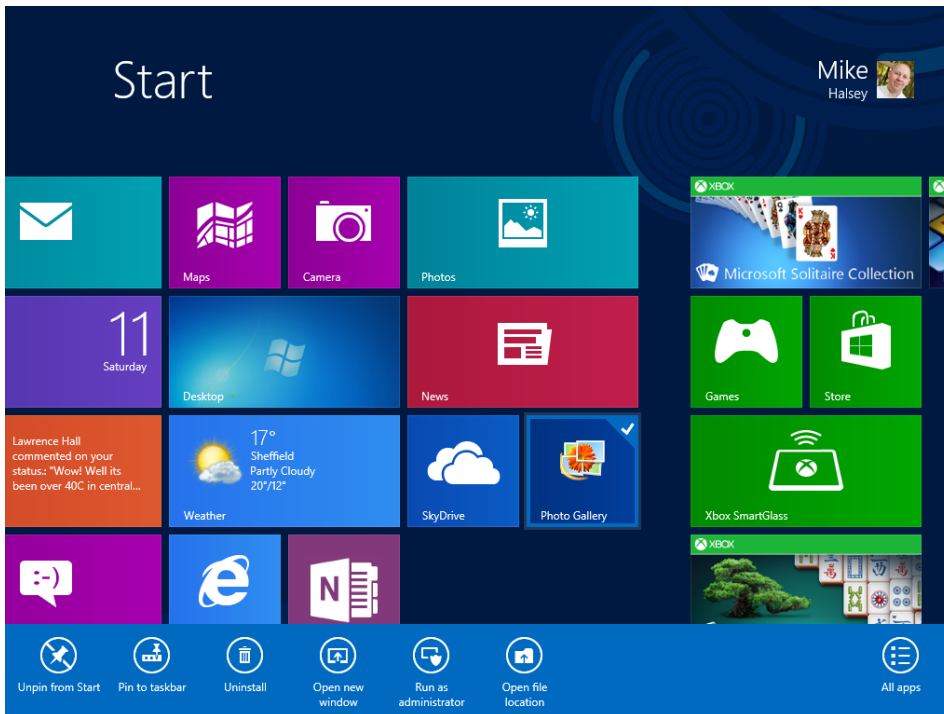 Start
Mike
Halsey
Maps
Camera
Photos
XBOX
Microsoft Solitaire Collection
11
Saturday
Desktop
News
Games
Store
Lawrence Hall
commented on your
status.: "Wow! Well its
been over 40C in central...
17°
Sheffield
Partly Cloudy
20°/12°
Weather
SkyDrive
Photo Gallery
Xbox SmartGlass
:-)
N
XBOX
Unpin from Start
Pin to taskbar
Uninstall
Open new
window
Run as
administrator
Open file
location
All apps